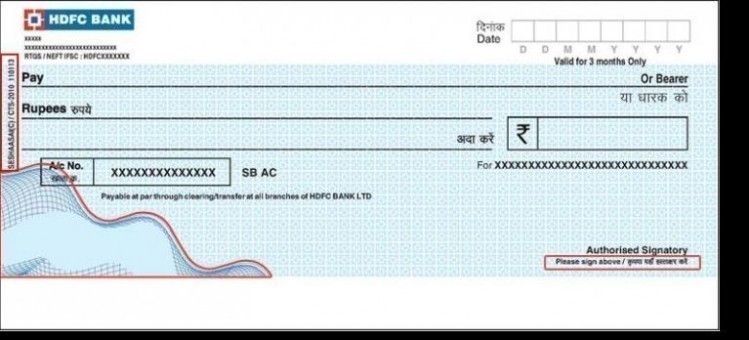 HDFC BANK
XXXXX
XXXXXXXXXXXXXXXXXXXXXXXXX
RTGS / NEFT IFSC : HDFCXXXXXXX
दिनांक
Date
D D M M Y Y Y Y
Valid for 3 months Only
SESHAASAI(C) / CTS-2010 110113
Pay
Or Bearer
या धारक को
Rupees रुपये
अदा करें ₹
A/c No.
खाता क्र.
XXXXXXXXXXXXXX
SB AC
For XXXXXXXXXXXXXXXXXXXXXXXXXXXX
Payable at par through clearing/transfer at all branches of HDFC BANK LTD
Authorised Signatory
Please sign above / कृपया यहाँ हस्ताक्षर करें